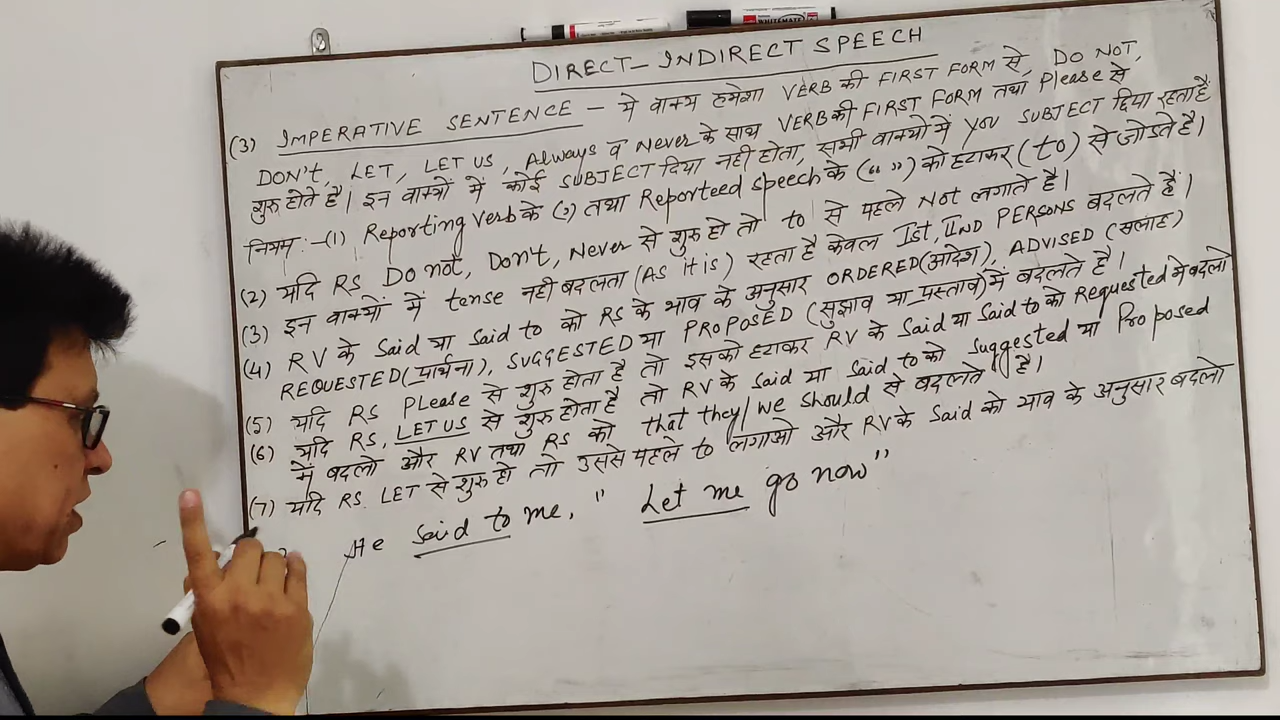 DIRECT-INDIRECT SPEECH
(3) IMPERATIVE SENTENCE - मे वाक्य हमेशा VERB की FIRST FORM से, DO NOT,
DON'T, LET, LET US, Always व Never के साथ VERB की FIRST FORM तथा Please से
शुरु होते है। इन वाक्यों में कोई SUBJECT दिया नही होता, सभी वाक्यो में YOU SUBJECT दिया रहता है
नियम :- (1) Reporting Verb के (,) तथा Reporteed speech के (“ ”) को हटाकर (to) से जोडते है।
(2) यदि RS Do not, Don't, Never से शुरु हो तो to से पहले Not लगाते है।
(3) इन वाक्यों में tense नही बदलता (As it is) रहता है केवल Ist, IIND PERSONS बदलते हैं।
(4) RV के Said या Said to को RS के भाव के अनुसार ORDERED (आदेश), ADVISED (सलाह)
REQUESTED (प्रार्थना), SUGGESTED या PROPOSED (सुझाव या प्रस्ताव) में बदलते है।
(5) यदि RS Please से शुरु होता है तो इसको हटाकर RV के Said या Said to को Requested मे बदलो
(6) यदि RS, LET US से शुरु होता है तो RV के Said या Said to को Suggested या Proposed
में बदलो और RV तथा RS को that they/we should से बदलते है।
(7) यदि RS. LET से शुरु हो तो उससे पहले to लगाओ और RV के Said को भाव के अनुसार बदलो
He said to me, " Let me go now"